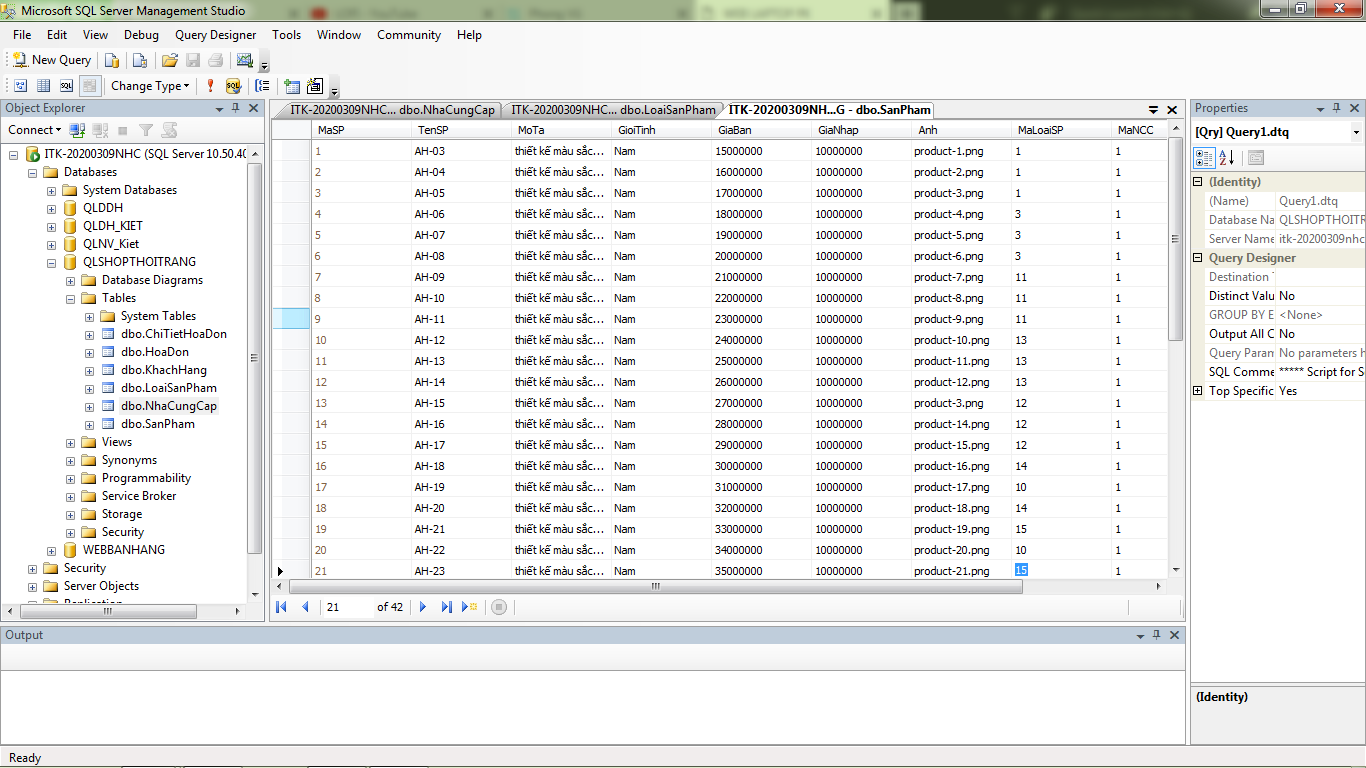 Microsoft SQL Server Management Studio
File Edit View Debug Query Designer Tools Window Community Help
New Query
Change Type
Object Explorer
Connect
ITK-20200309NHC (SQL Server 10.50.40
Databases
System Databases
QLDDH
QLDH_KIET
QLNV_Kiet
QLSHOPTHOITRANG
Database Diagrams
Tables
System Tables
dbo.ChiTietHoaDon
dbo.HoaDon
dbo.KhachHang
dbo.LoaiSanPham
dbo.NhaCungCap
dbo.SanPham
Views
Synonyms
Programmability
Service Broker
Storage
Security
WEBBANHANG
Security
Server Objects
Replication
ITK-20200309NHC... dbo.NhaCungCap ITK-20200309NHC... dbo.LoaiSanPham ITK-20200309NH...G - dbo.SanPham
MaSP TenSP MoTa GioiTinh GiaBan GiaNhap Anh MaLoaiSP MaNCC
1 AH-03 thiết kế màu sắc... Nam 15000000 10000000 product-1.png 1 1
2 AH-04 thiết kế màu sắc... Nam 16000000 10000000 product-2.png 1 1
3 AH-05 thiết kế màu sắc... Nam 17000000 10000000 product-3.png 1 1
4 AH-06 thiết kế màu sắc... Nam 18000000 10000000 product-4.png 3 1
5 AH-07 thiết kế màu sắc... Nam 19000000 10000000 product-5.png 3 1
6 AH-08 thiết kế màu sắc... Nam 20000000 10000000 product-6.png 3 1
7 AH-09 thiết kế màu sắc... Nam 21000000 10000000 product-7.png 11 1
8 AH-10 thiết kế màu sắc... Nam 22000000 10000000 product-8.png 11 1
9 AH-11 thiết kế màu sắc... Nam 23000000 10000000 product-9.png 11 1
10 AH-12 thiết kế màu sắc... Nam 24000000 10000000 product-10.png 13 1
11 AH-13 thiết kế màu sắc... Nam 25000000 10000000 product-11.png 13 1
12 AH-14 thiết kế màu sắc... Nam 26000000 10000000 product-12.png 13 1
13 AH-15 thiết kế màu sắc... Nam 27000000 10000000 product-3.png 12 1
14 AH-16 thiết kế màu sắc... Nam 28000000 10000000 product-14.png 12 1
15 AH-17 thiết kế màu sắc... Nam 29000000 10000000 product-15.png 12 1
16 AH-18 thiết kế màu sắc... Nam 30000000 10000000 product-16.png 14 1
17 AH-19 thiết kế màu sắc... Nam 31000000 10000000 product-17.png 10 1
18 AH-20 thiết kế màu sắc... Nam 32000000 10000000 product-18.png 14 1
19 AH-21 thiết kế màu sắc... Nam 33000000 10000000 product-19.png 15 1
20 AH-22 thiết kế màu sắc... Nam 34000000 10000000 product-20.png 10 1
21 AH-23 thiết kế màu sắc... Nam 35000000 10000000 product-21.png 15 1
21 of 42
Properties
[Qry] Query1.dtq
(Identity)
(Name) Query1.dtq
Database Na QLSHOPTHOITRA
Server Name itk-20200309nhc
Query Designer
Destination
Distinct Valu No
GROUP BY E <None>
Output All C No
Query Param No parameters h
SQL Comme ***** Script for S
Top Specific Yes
(Identity)
Output
Ready